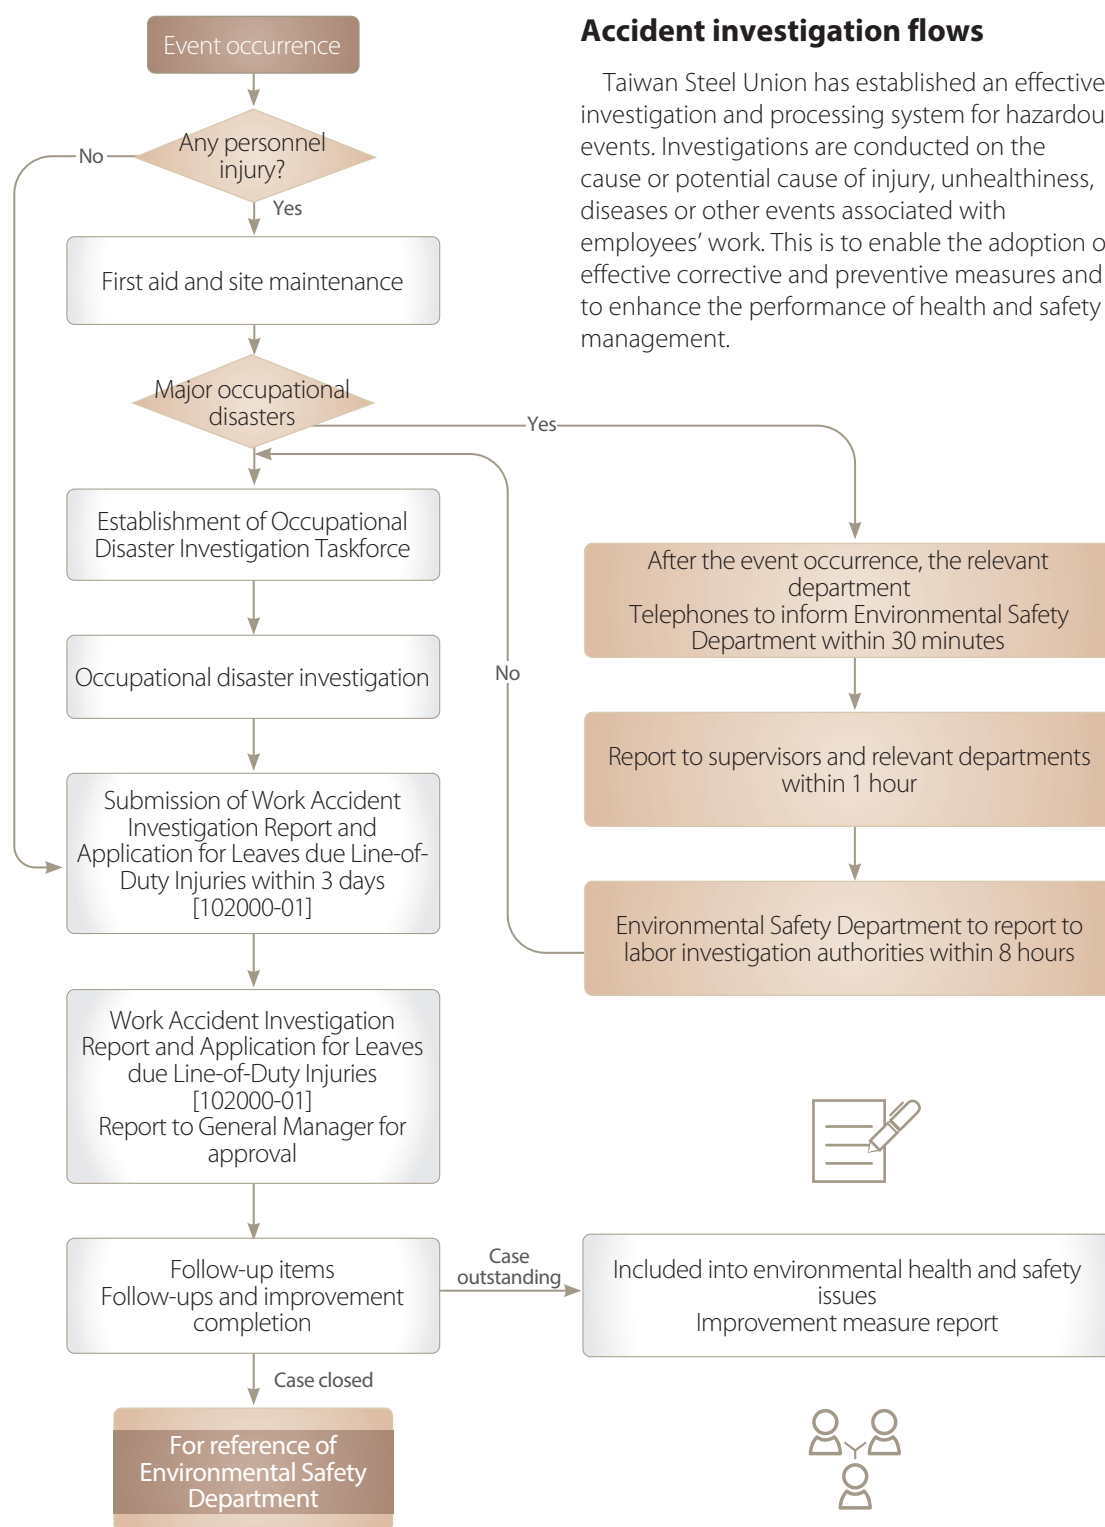 Event occurrence
Accident investigation flows
Taiwan Steel Union has established an effective
investigation and processing system for hazardou
events. Investigations are conducted on the
cause or potential cause of injury, unhealthiness,
diseases or other events associated with
employees’ work. This is to enable the adoption o
effective corrective and preventive measures and
to enhance the performance of health and safety
management.
Any personnel
injury?
No
Yes
First aid and site maintenance
Major occupational
disasters
Yes
Establishment of Occupational
Disaster Investigation Taskforce
After the event occurrence, the relevant
department
Telephones to inform Environmental Safety
Department within 30 minutes
Occupational disaster investigation
No
Report to supervisors and relevant departments
within 1 hour
Submission of Work Accident
Investigation Report and
Application for Leaves due Line-of-
Duty Injuries within 3 days
[102000-01]
Environmental Safety Department to report to
labor investigation authorities within 8 hours
Work Accident Investigation
Report and Application for Leaves
due Line-of-Duty Injuries
[102000-01]
Report to General Manager for
approval
Follow-up items
Follow-ups and improvement
completion
Case
outstanding
Included into environmental health and safety
issues
Improvement measure report
Case closed
For reference of
Environmental Safety
Department